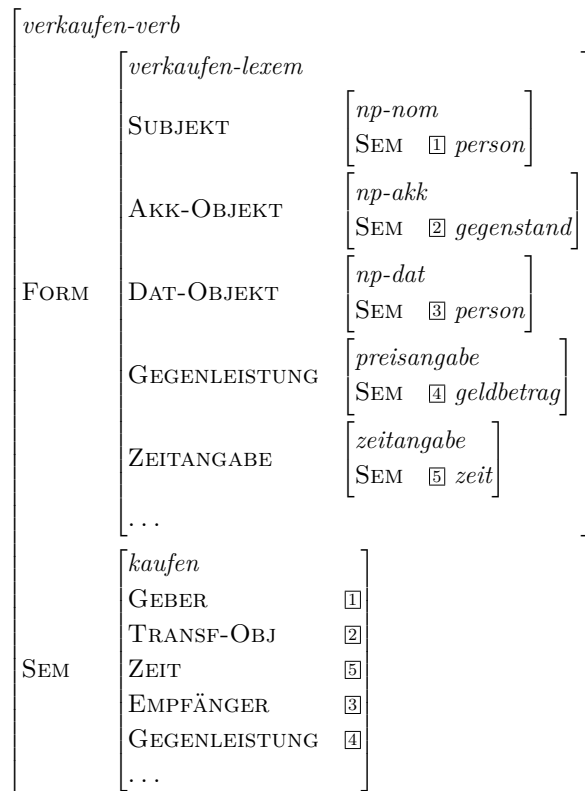 verkaufen-verb
verkaufen-lexem
SUBJEKT
np-nom
SEM 1 person
AKK-OBJEKT
np-akk
SEM 2 gegenstand
FORM
DAT-OBJEKT
np-dat
SEM 3 person
GEGENLEISTUNG
preisangabe
SEM 4 geldbetrag
ZEITANGABE
zeitangabe
SEM 5 zeit
...
kaufen
GEBER 1
TRANSF-OBJ 2
ZEIT 5
SEM
EMPFÄNGER 3
GEGENLEISTUNG 4
...